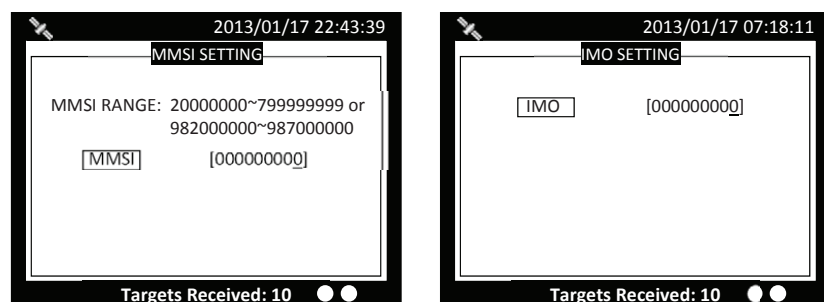 2013/01/17 22:43:39
MMSI SETTING
MMSI RANGE: 20000000~799999999 or
982000000~987000000
MMSI [000000000]
Targets Received: 10
2013/01/17 07:18:11
IMO SETTING
IMO [000000000]
Targets Received: 10